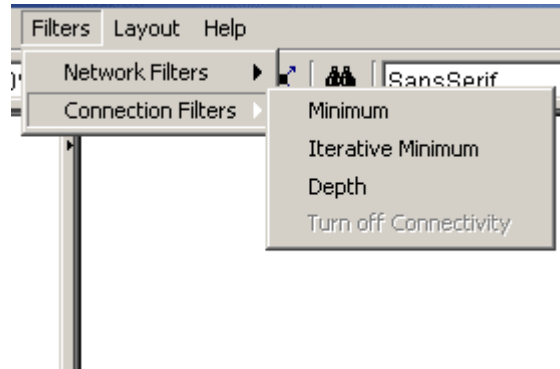 Filters Layout Help
Network Filters
SansSerif
Connection Filters
Minimum
Iterative Minimum
Depth
Turn off Connectivity